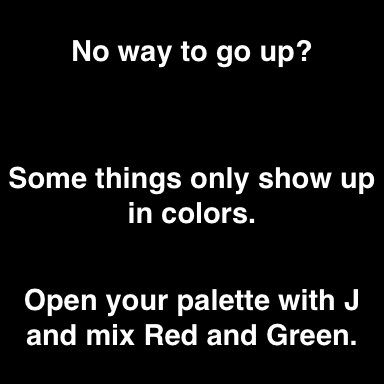 No way to go up?
Some things only show up
in colors.
Open your palette with J
and mix Red and Green.